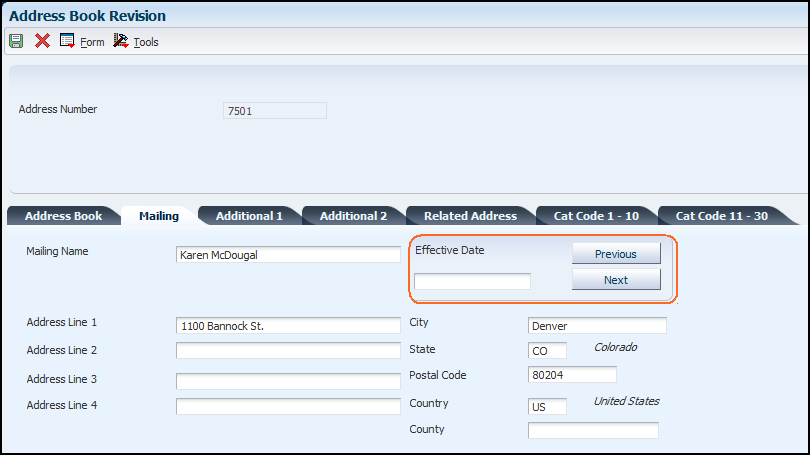 Address Book Revision
Form Tools
Address Number 7501
Address Book Mailing Additional 1 Additional 2 Related Address Cat Code 1 - 10 Cat Code 11 - 30
Mailing Name Karen McDougal
Effective Date Previous
Next
Address Line 1 1100 Bannock St. City Denver
Address Line 2 State CO Colorado
Address Line 3 Postal Code 80204
Address Line 4 Country US United States
County